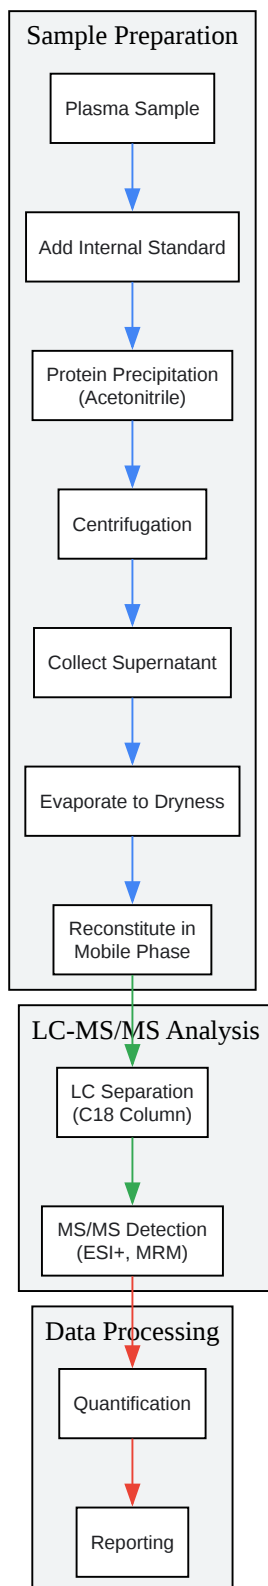 Sample Preparation
Plasma Sample
Add Internal Standard
Protein Precipitation
(Acetonitrile)
Centrifugation
Collect Supernatant
Evaporate to Dryness
Reconstitute in
Mobile Phase
LC-MS/MS Analysis
LC Separation
(C18 Column)
MS/MS Detection
(ESI+, MRM)
Data Processing
Quantification
Reporting